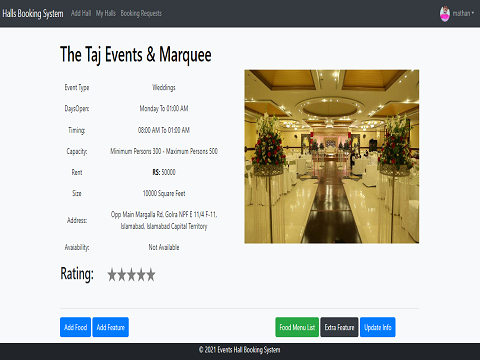 Halls Booking System Add Hall My Halls Booking Requests mathan
The Taj Events & Marquee
Event Type Weddings
DaysOpen: Monday To 01:00 AM
Timing: 08:00 AM To 01:00 AM
Capacity: Minimum Persons 300 - Maximum Persons 500
Rent RS: 50000
Size 10000 Square Feet
Address: Opp Main Margalla Rd, Golra NPF E 11/4 F-11,
Islamabad, Islamabad Capital Territory
Avaiability: Not Available
Rating:
Add Food Add Feature Food Menu List Extra Feature Update Info
© 2021 Events Hall Booking System